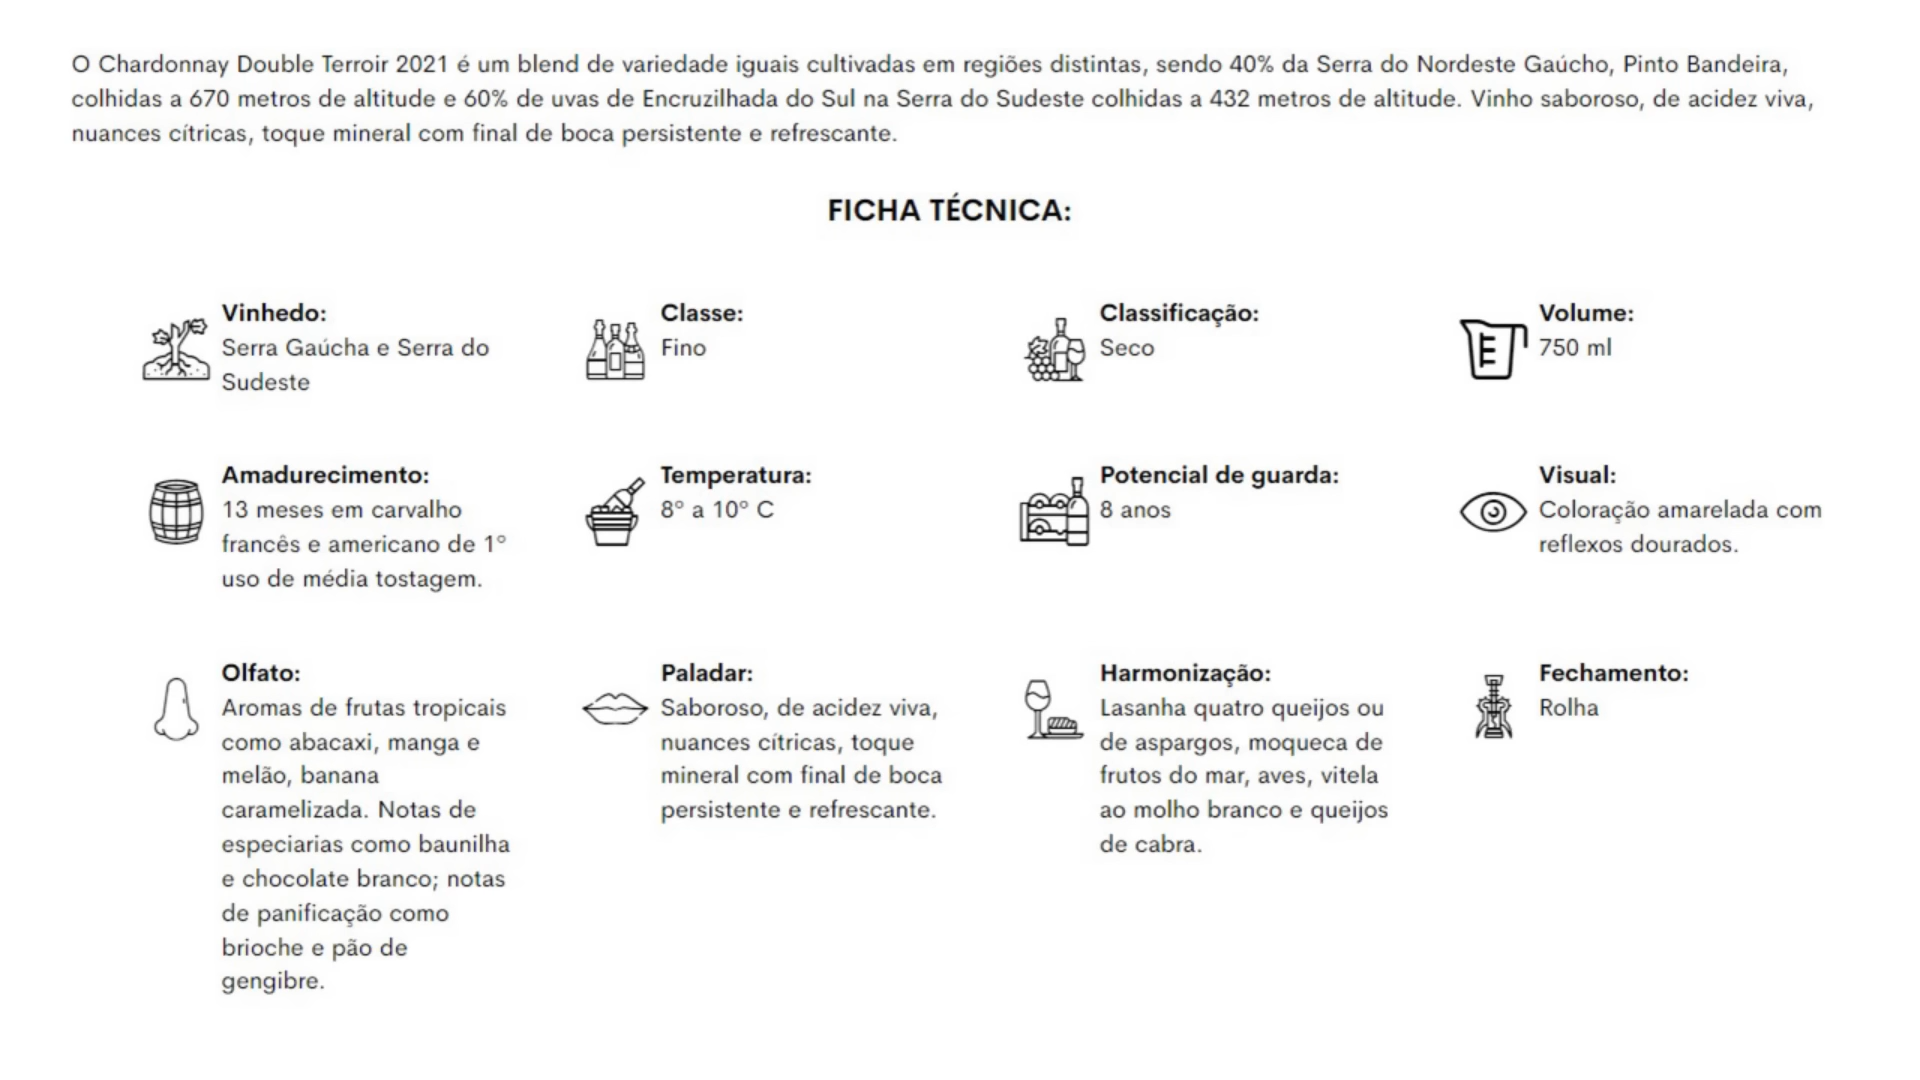 O Chardonnay Double Terroir 2021 é um blend de variedade iguais cultivadas em regiões distintas, sendo 40% da Serra do Nordeste Gaúcho, Pinto Bandeira,
colhidas a 670 metros de altitude e 60% de uvas de Encruzilhada do Sul na Serra do Sudeste colhidas a 432 metros de altitude. Vinho saboroso, de acidez viva,
nuances cítricas, toque mineral com final de boca persistente e refrescante.
FICHA TÉCNICA:
Vinhedo:
Serra Gaúcha e Serra do
Sudeste
Classe:
Fino
Classificação:
Seco
Volume:
750 ml
Amadurecimento:
13 meses em carvalho
francês e americano de 1°
uso de média tostagem.
Temperatura:
8° a 10° C
Potencial de guarda:
8 anos
Visual:
Coloração amarelada com
reflexos dourados.
Olfato:
Aromas de frutas tropicais
como abacaxi, manga e
melão, banana
caramelizada. Notas de
especiarias como baunilha
e chocolate branco; notas
de panificação como
brioche e pão de
gengibre.
Paladar:
Saboroso, de acidez viva,
nuances cítricas, toque
mineral com final de boca
persistente e refrescante.
Harmonização:
Lasanha quatro queijos ou
de aspargos, moqueca de
frutos do mar, aves, vitela
ao molho branco e queijos
de cabra.
Fechamento:
Rolha